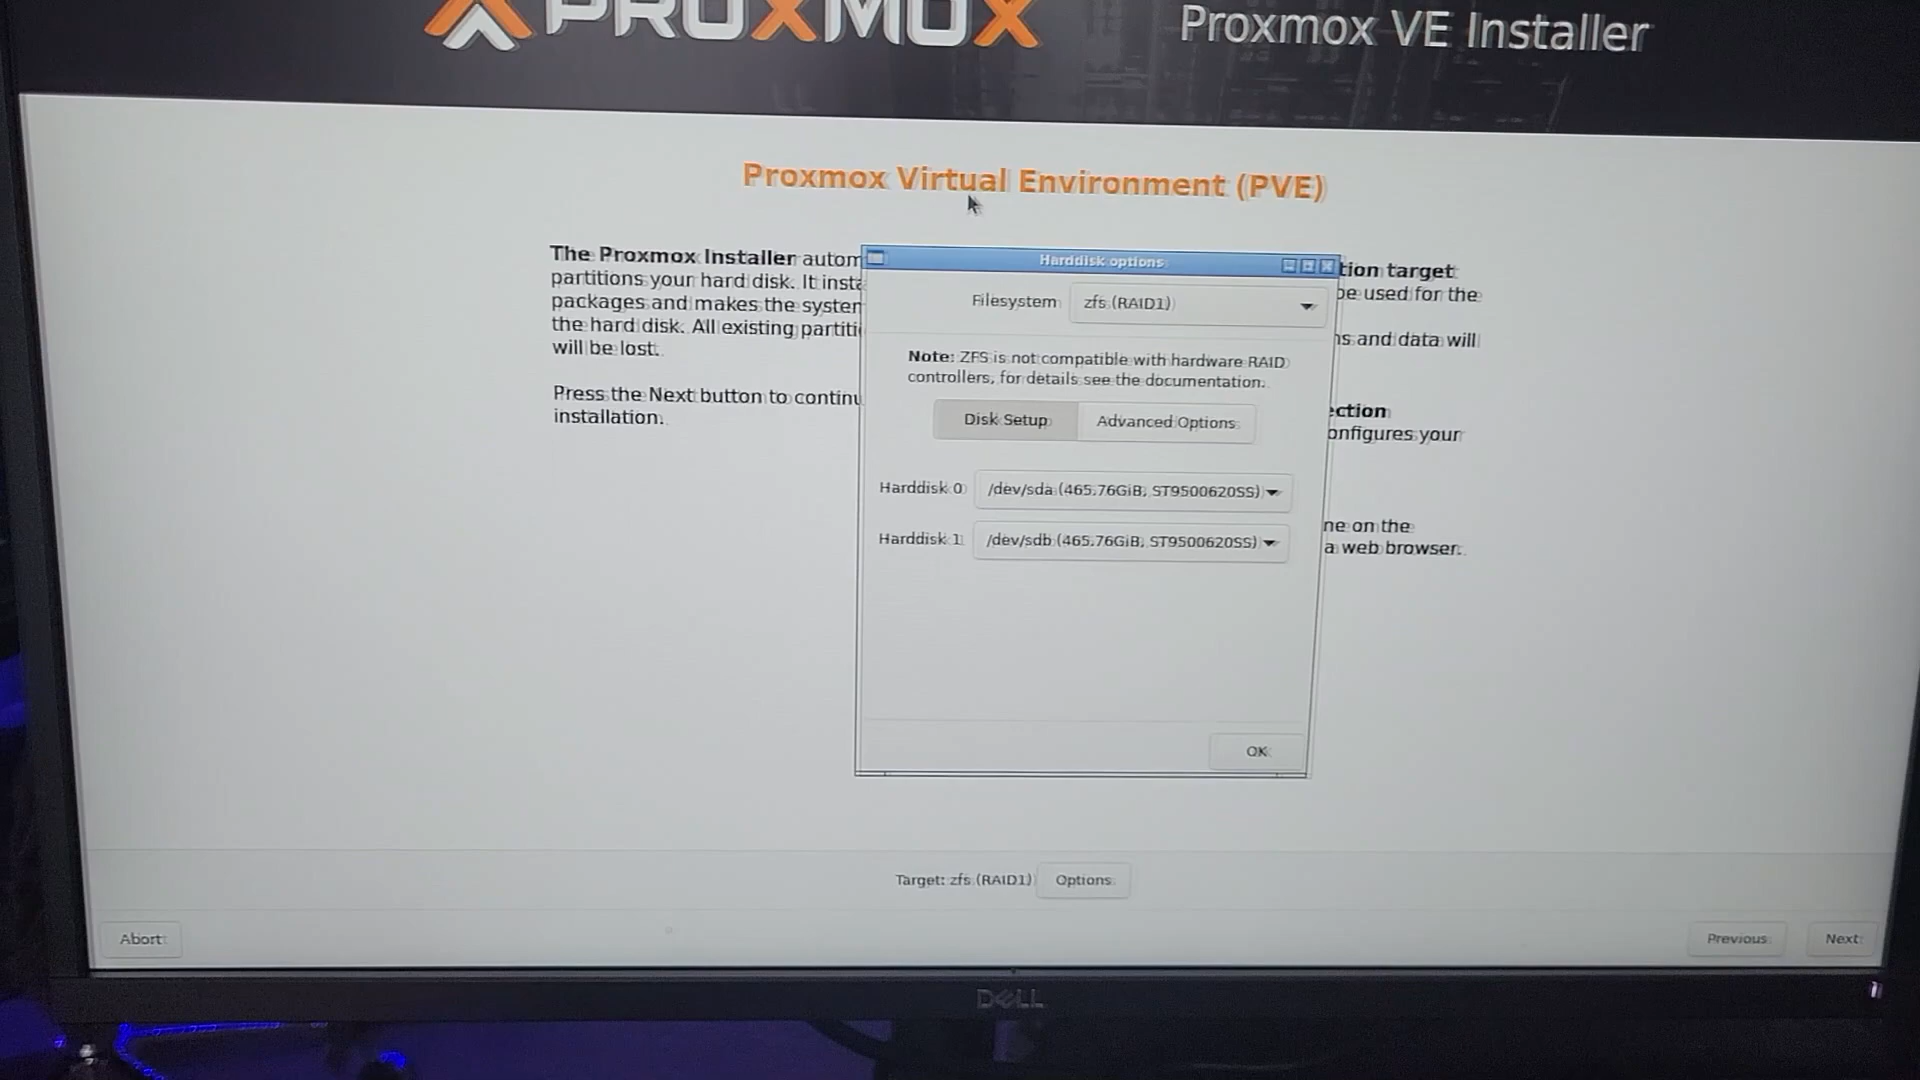 PROXMOX
Proxmox VE Installer
Proxmox Virtual Environment (PVE)
The Proxmox Installer autom
partitions your hard disk. It insta
packages and makes the system
the hard disk. All existing partiti
will be lost.
Press the Next button to continu
installation.
Harddisk options
Filesystem zfs (RAID1)
Note: ZFS is not compatible with hardware RAID
controllers, for details see the documentation.
Disk Setup Advanced Options
Harddisk 0 /dev/sda (465.76GiB, ST9500620SS)
Harddisk 1 /dev/sdb (465.76GiB, ST9500620SS)
OK
tion target
be used for the
ns and data will
ection
onfigures your
ne on the
a web browser.
Target: zfs (RAID1) Options
Abort Previous Next
DELL